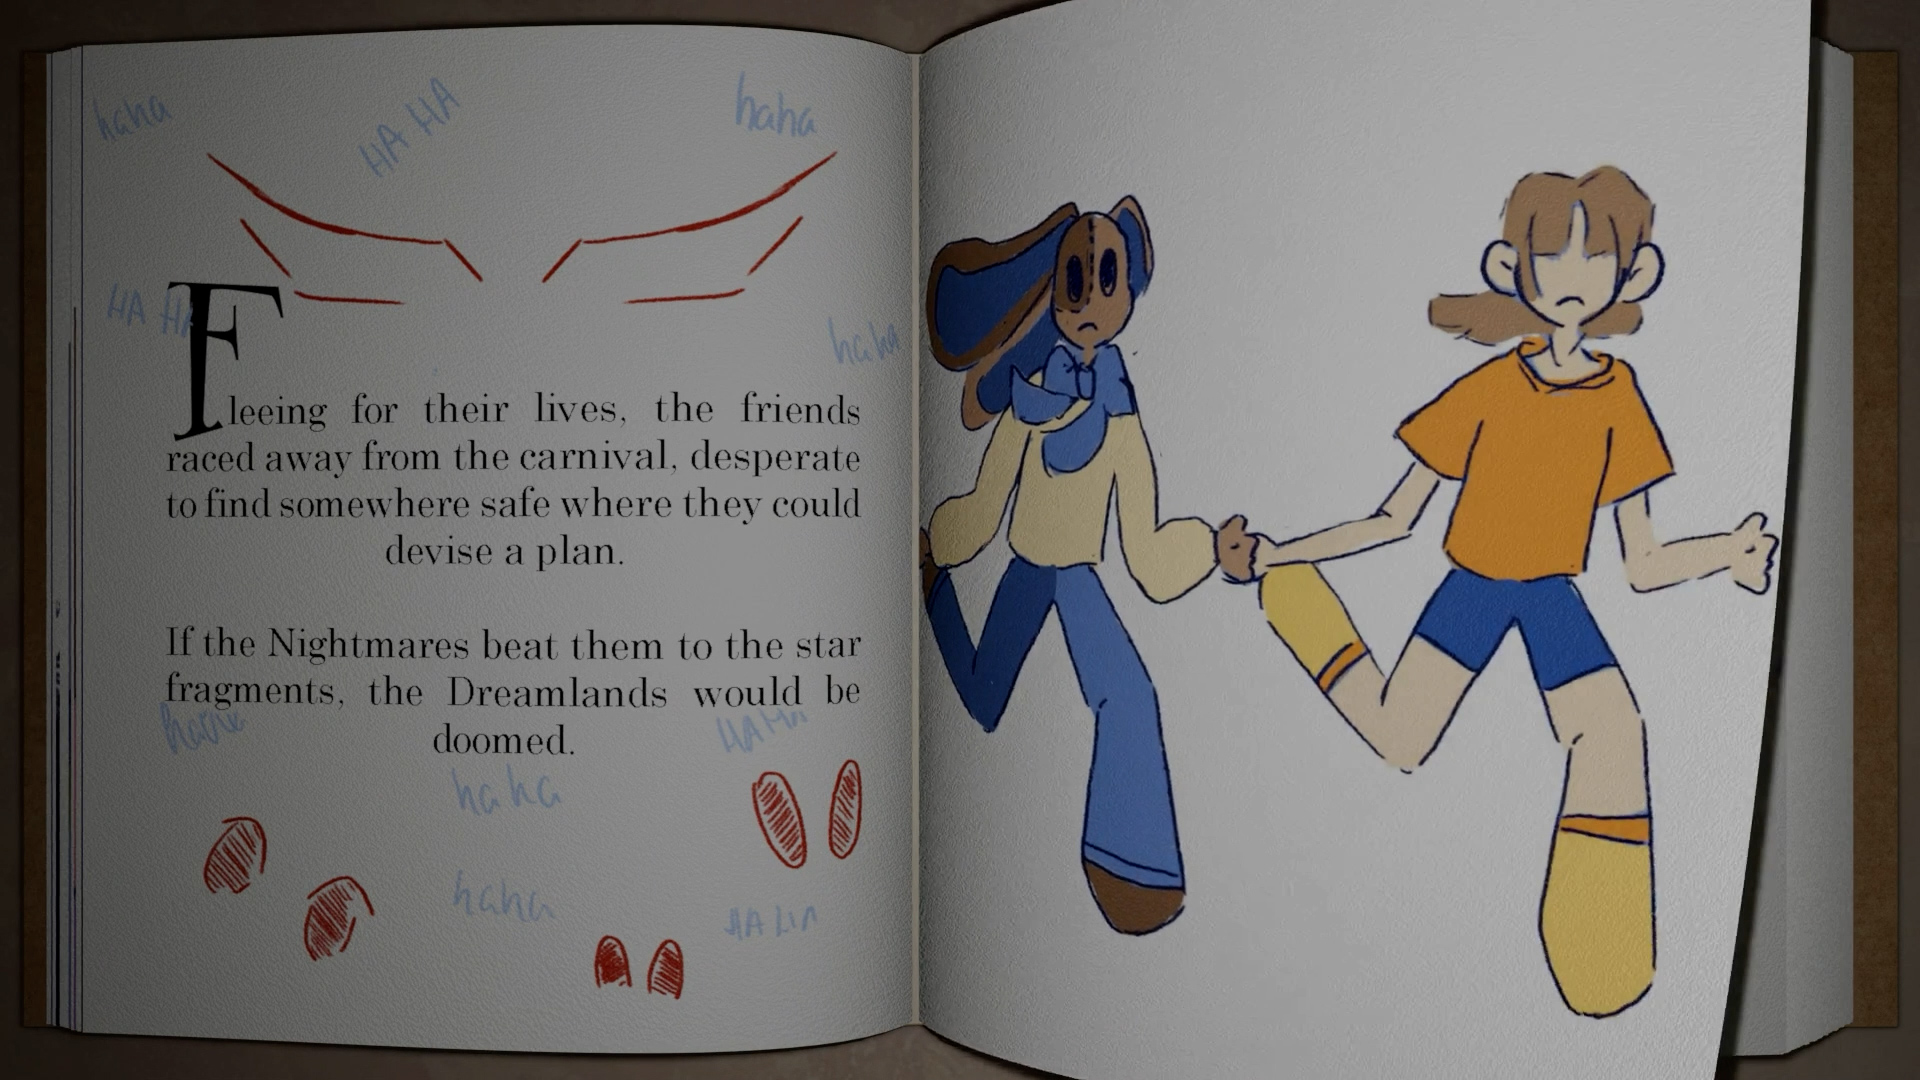 haha
HA HA
haha
HA HA
haha
Fleeing for their lives, the friends
raced away from the carnival, desperate
to find somewhere safe where they could
devise a plan.
If the Nightmares beat them to the star
fragments, the Dreamlands would be
doomed.
haha
HAHA
haha
haha